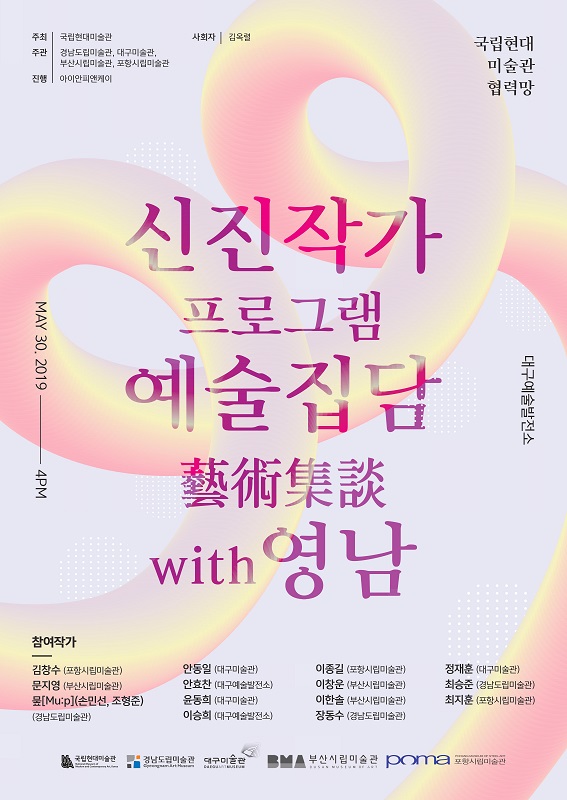 주최 국립현대미술관
주관 경남도립미술관, 대구미술관,
부산시립미술관, 포항시립미술관
진행 아이안피앤케이
사회자 김옥렬
국립현대
미술관
협력망
신진작가
프로그램
예술집담
藝術集談
with 영남
MAY 30. 2019
4PM
대구예술발전소
참여작가
김창수 (포항시립미술관)
문지영 (부산시립미술관)
뮾[Mu:p](손민선, 조형준)
(경남도립미술관)
안동일 (대구미술관)
안효찬 (대구예술발전소)
윤동희 (대구미술관)
이승희 (대구예술발전소)
이종길 (포항시립미술관)
이창운 (부산시립미술관)
이한솔 (부산시립미술관)
장동수 (경남도립미술관)
정재훈 (대구미술관)
최승준 (경남도립미술관)
최지훈 (포항시립미술관)
국립현대미술관
경남도립미술관
Gyeongnam Art Museum
대구미술관
DAEGU ART MUSEUM
BMA 부산시립미술관
BUSAN MUSEUM OF ART
poma 포항시립미술관